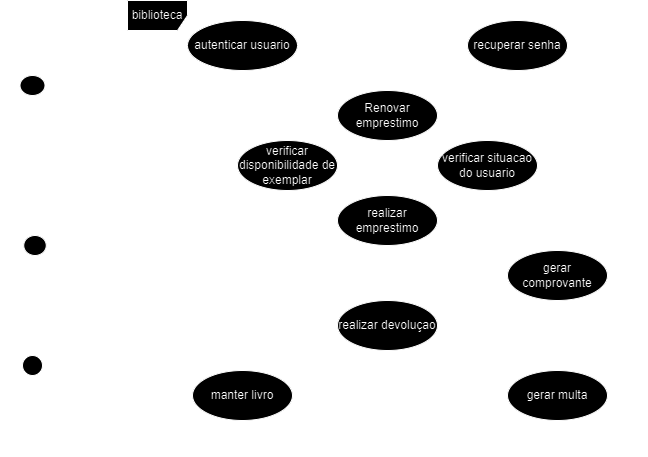 biblioteca
autenticar usuario
recuperar senha
Renovar
emprestimo
verificar
disponibilidade de
exemplar
verificar situacao
do usuario
realizar
emprestimo
gerar
comprovante
realizar devoluçao
manter livro
gerar multa